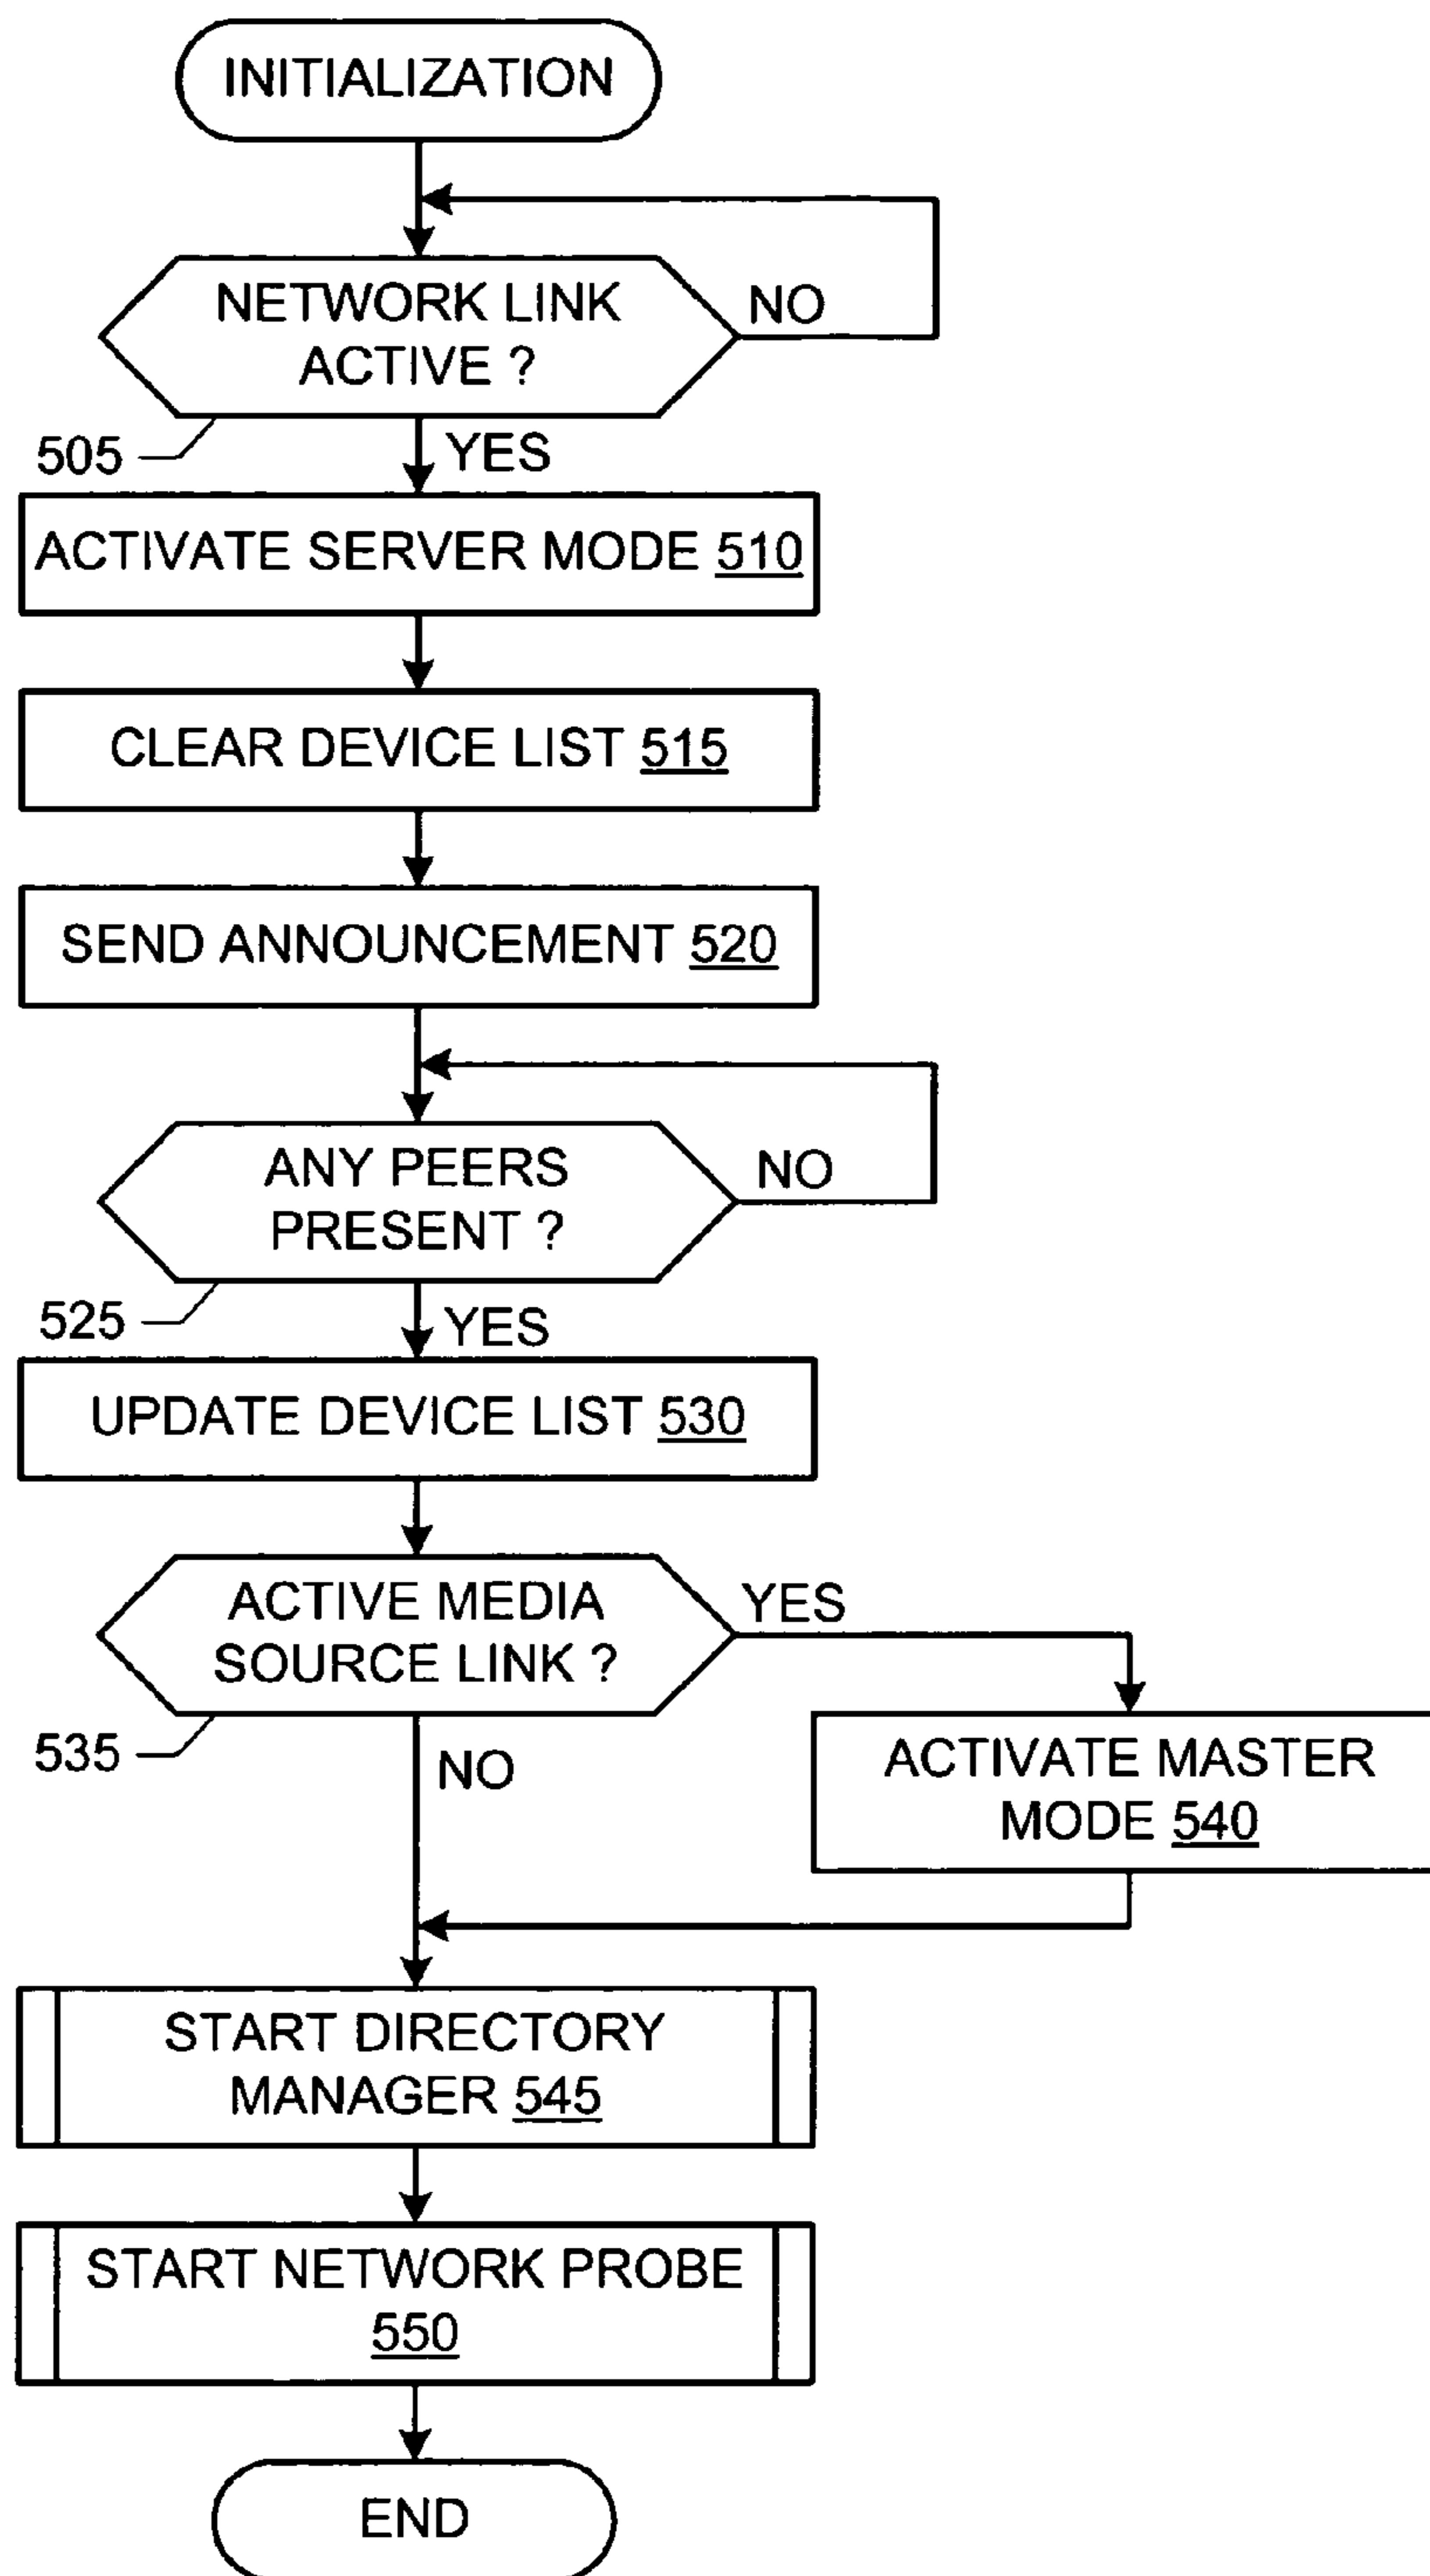 INITIALIZATION
NETWORK LINK
ACTIVE ?
NO
505
YES
ACTIVATE SERVER MODE 510
CLEAR DEVICE LIST 515
SEND ANNOUNCEMENT 520
ANY PEERS
PRESENT ?
NO
525
YES
UPDATE DEVICE LIST 530
ACTIVE MEDIA
SOURCE LINK ?
YES
535
NO
ACTIVATE MASTER
MODE 540
START DIRECTORY
MANAGER 545
START NETWORK PROBE
550
END